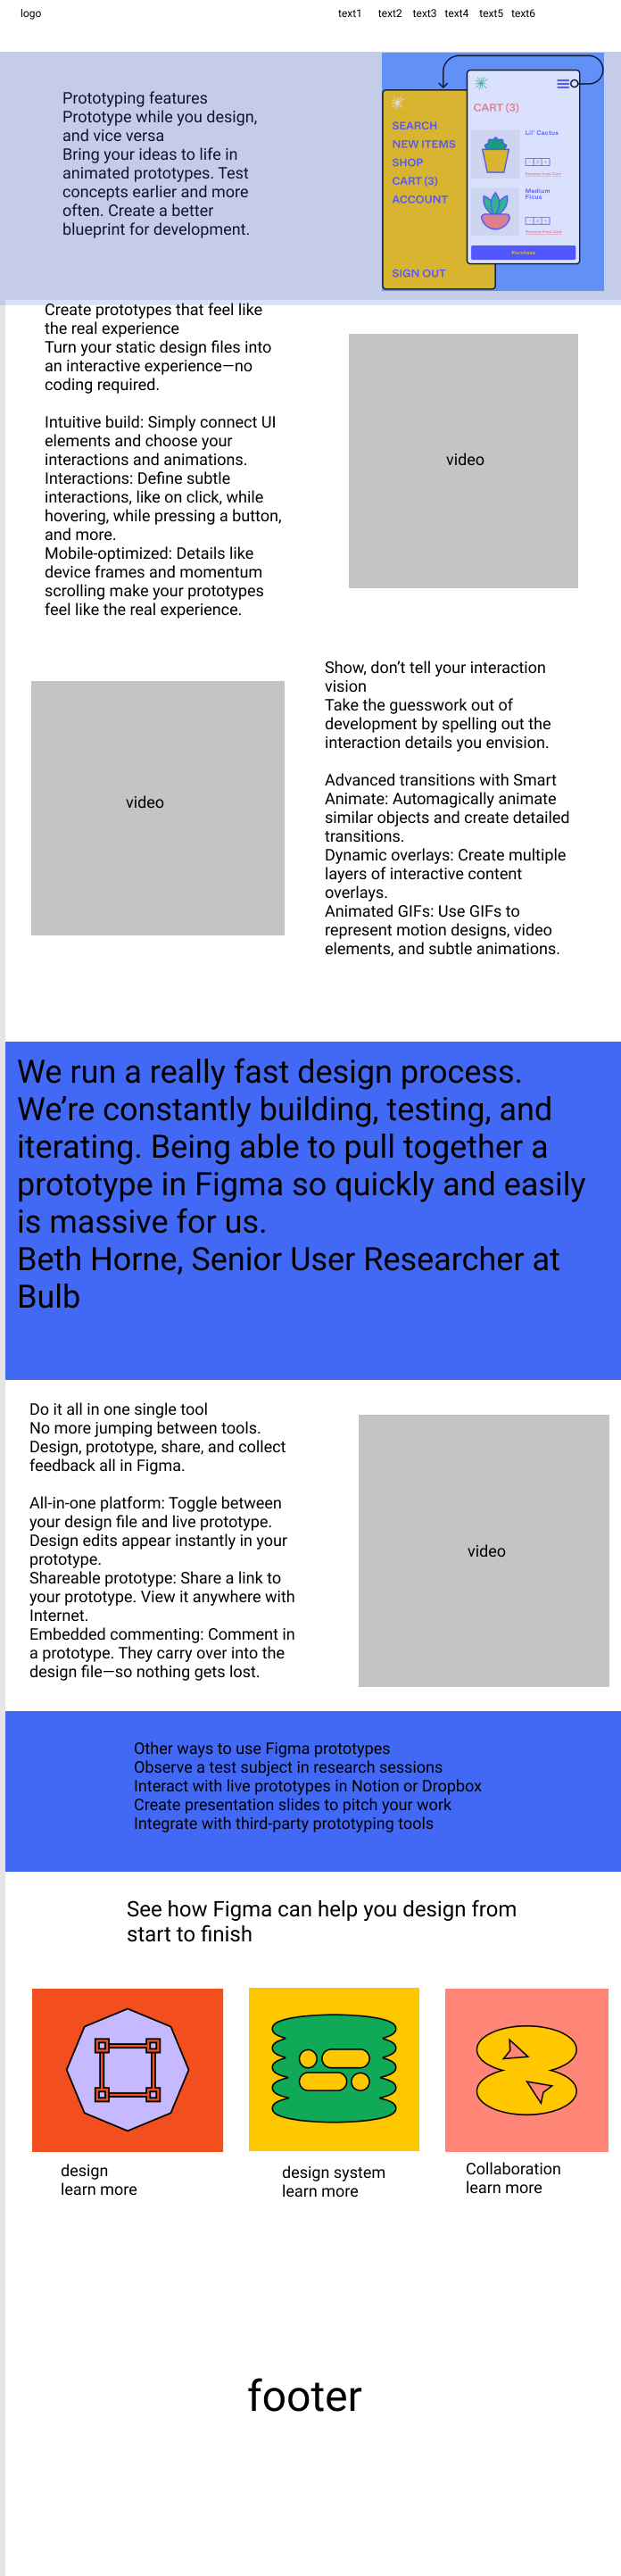 logo
text1 text2 text3 text4 text5 text6
Prototyping features
Prototype while you design,
and vice versa
Bring your ideas to life in
animated prototypes. Test
concepts earlier and more
often. Create a better
blueprint for development.
SEARCH
NEW ITEMS
SHOP
CART (3)
ACCOUNT
SIGN OUT
CART (3)
Lil' Cactus
Remove from Cart
Medium
Ficus
Remove from Cart
Purchase
Create prototypes that feel like
the real experience
Turn your static design files into
an interactive experience—no
coding required.
Intuitive build: Simply connect UI
elements and choose your
interactions and animations.
Interactions: Define subtle
interactions, like on click, while
hovering, while pressing a button,
and more.
Mobile-optimized: Details like
device frames and momentum
scrolling make your prototypes
feel like the real experience.
video
video
Show, don’t tell your interaction
vision
Take the guesswork out of
development by spelling out the
interaction details you envision.
Advanced transitions with Smart
Animate: Automagically animate
similar objects and create detailed
transitions.
Dynamic overlays: Create multiple
layers of interactive content
overlays.
Animated GIFs: Use GIFs to
represent motion designs, video
elements, and subtle animations.
We run a really fast design process.
We’re constantly building, testing, and
iterating. Being able to pull together a
prototype in Figma so quickly and easily
is massive for us.
Beth Horne, Senior User Researcher at
Bulb
Do it all in one single tool
No more jumping between tools.
Design, prototype, share, and collect
feedback all in Figma.
All-in-one platform: Toggle between
your design file and live prototype.
Design edits appear instantly in your
prototype.
Shareable prototype: Share a link to
your prototype. View it anywhere with
Internet.
Embedded commenting: Comment in
a prototype. They carry over into the
design file—so nothing gets lost.
video
Other ways to use Figma prototypes
Observe a test subject in research sessions
Interact with live prototypes in Notion or Dropbox
Create presentation slides to pitch your work
Integrate with third-party prototyping tools
See how Figma can help you design from
start to finish
design
learn more
design system
learn more
Collaboration
learn more
footer